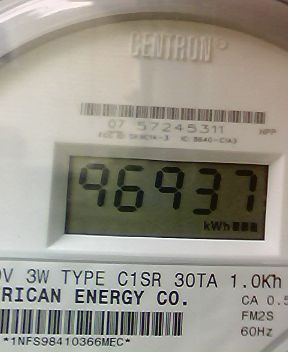 CENTRON®
07 57245311 NPP
96937
kWh
V 3W TYPE C1SR 30TA 1.0Kh
RICAN ENERGY CO.
CA 0.5
FM2S
60Hz
*1NFS98410366MEC*